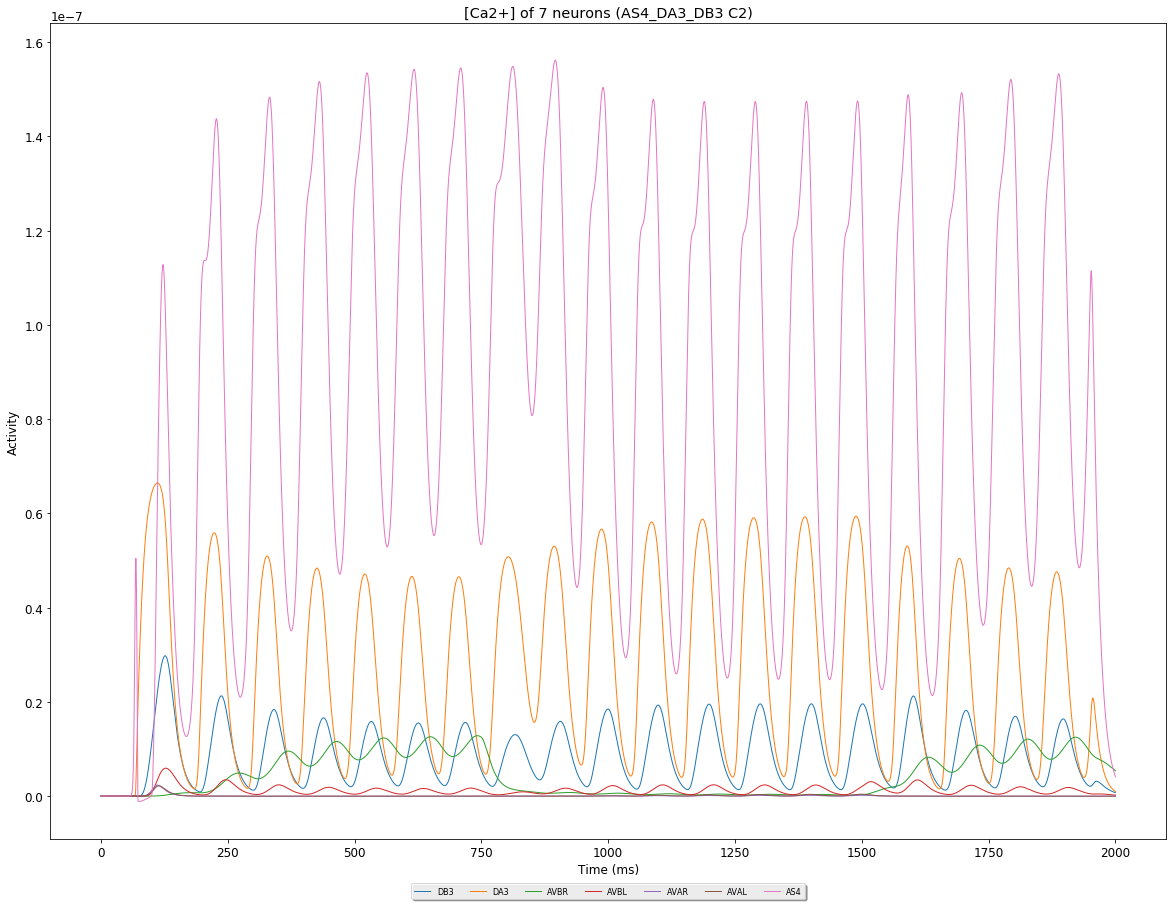 [Ca2+] of 7 neurons (AS4_DA3_DB3 C2)
1e−7
1.6
1.4
1.2
1.0
0.8
0.6
0.4
0.2
0.0
Activity
0 250 500 750 1000 1250 1500 1750 2000
Time (ms)
DB3 DA3 AVBR AVBL AVAR AVAL AS4